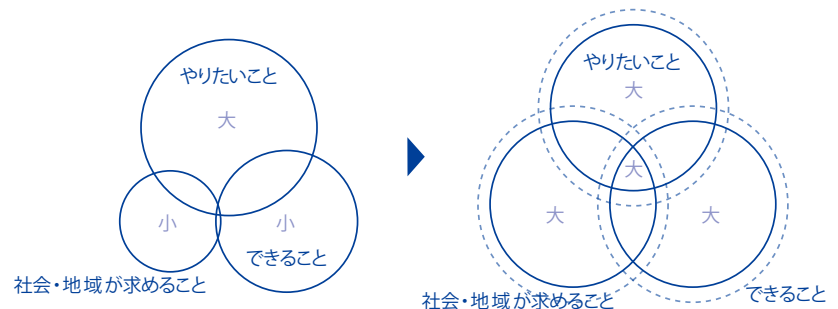 やりたいこと
大
小
小
できること
社会・地域が求めること
やりたいこと
大
大
大
大
社会・地域が求めること
できること